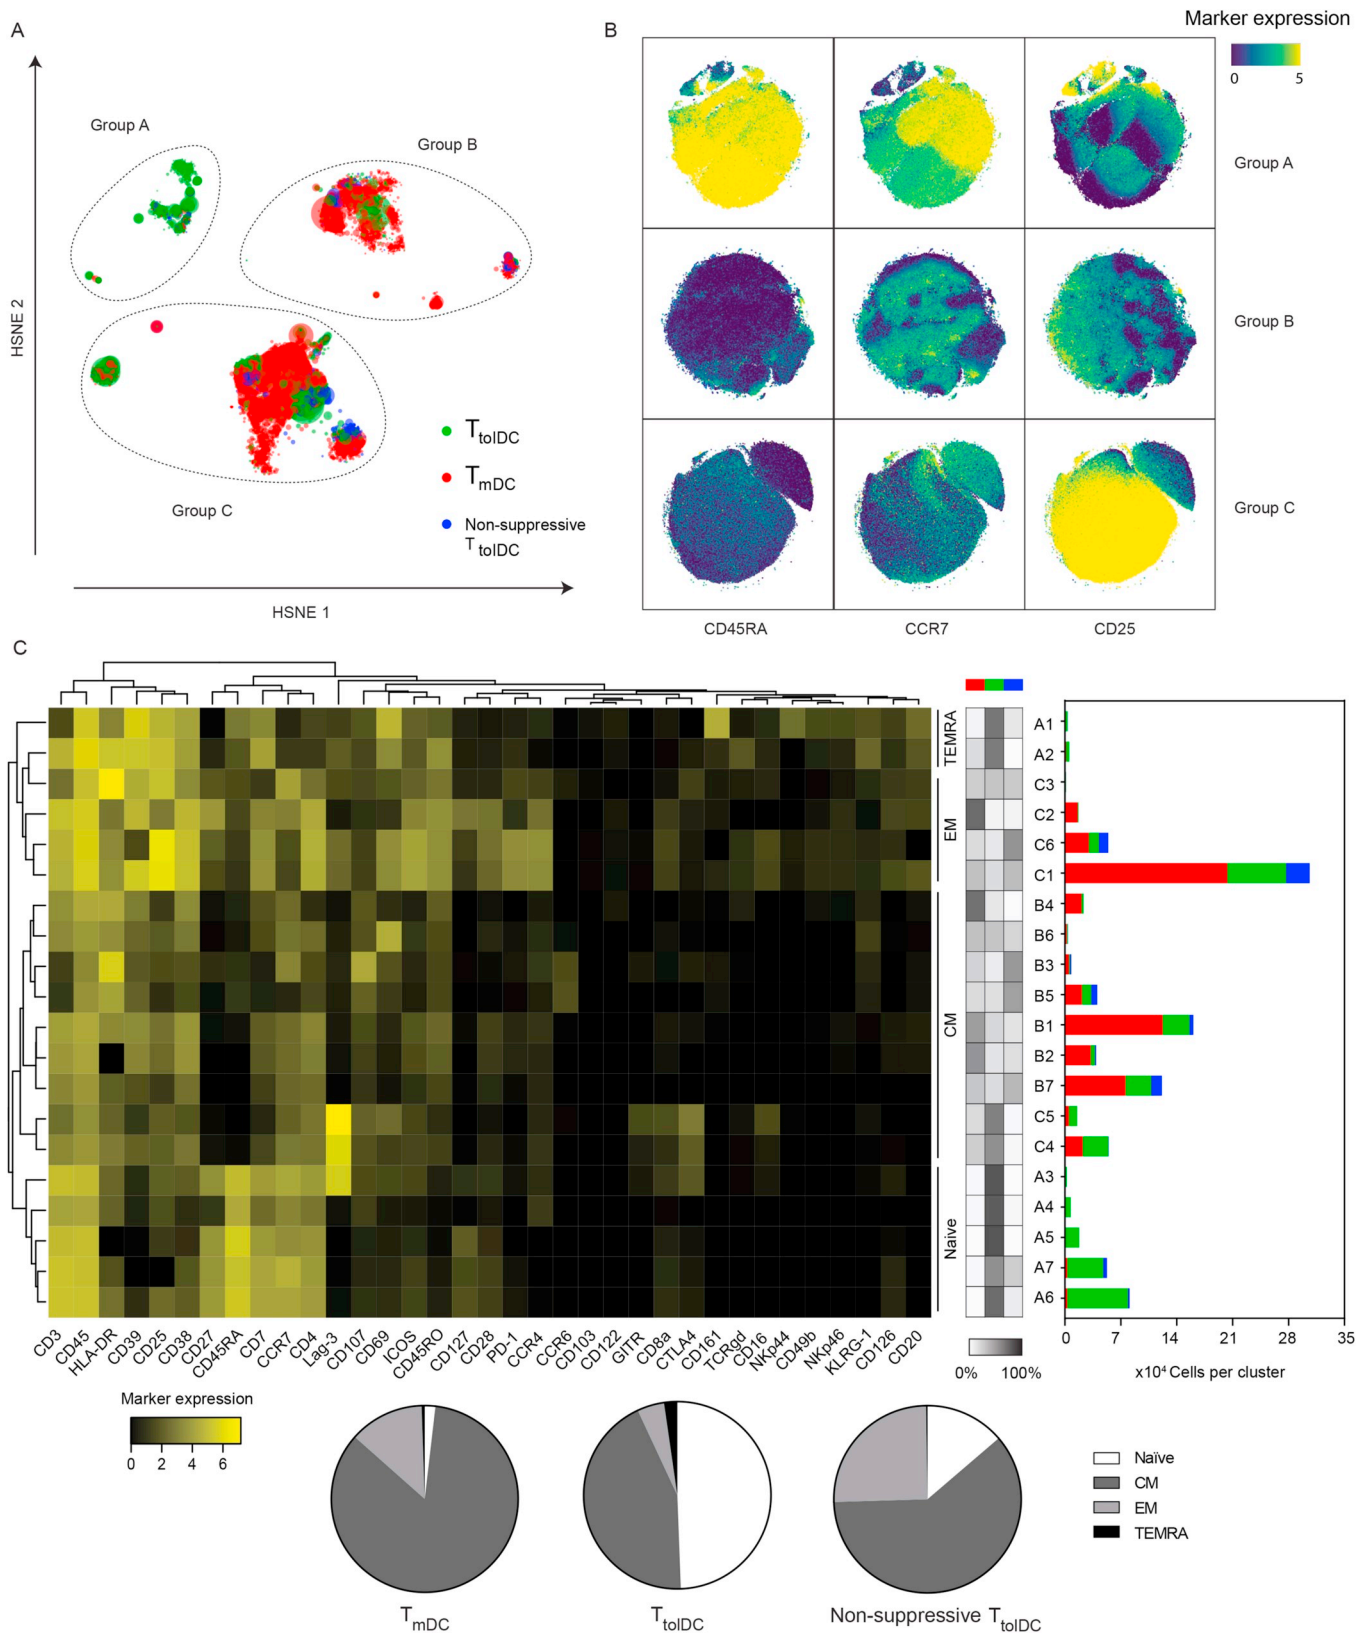 A
HSNE 2
HSNE 1
Group A
Group B
Group C
TtolDC
TmDC
Non-suppressive
TtolDC
B
Marker expression
0 5
Group A
Group B
Group C
CD45RA CCR7 CD25
C
TEMRA
EM
CM
Naïve
A1
A2
C3
C2
C6
C1
B4
B6
B3
B5
B1
B2
B7
C5
C4
A3
A4
A5
A7
A6
CD3 CD45 HLA-DR CD39 CD25 CD38 CD27 CD45RA CD7 CCR7 CD4 Lag-3 CD107 CD69 ICOS CD45RO CD127 CD28 PD-1 CCR4 CCR6 CD103 CD122 GITR CD8a CTLA4 CD161 TCRgd CD16 NKp44 CD49b NKp46 KLRG-1 CD126 CD20
0% 100%
0 7 14 21 28 35
x10⁴ Cells per cluster
Marker expression
0 2 4 6
Naïve
CM
EM
TEMRA
TmDC
TtolDC
Non-suppressive TtolDC